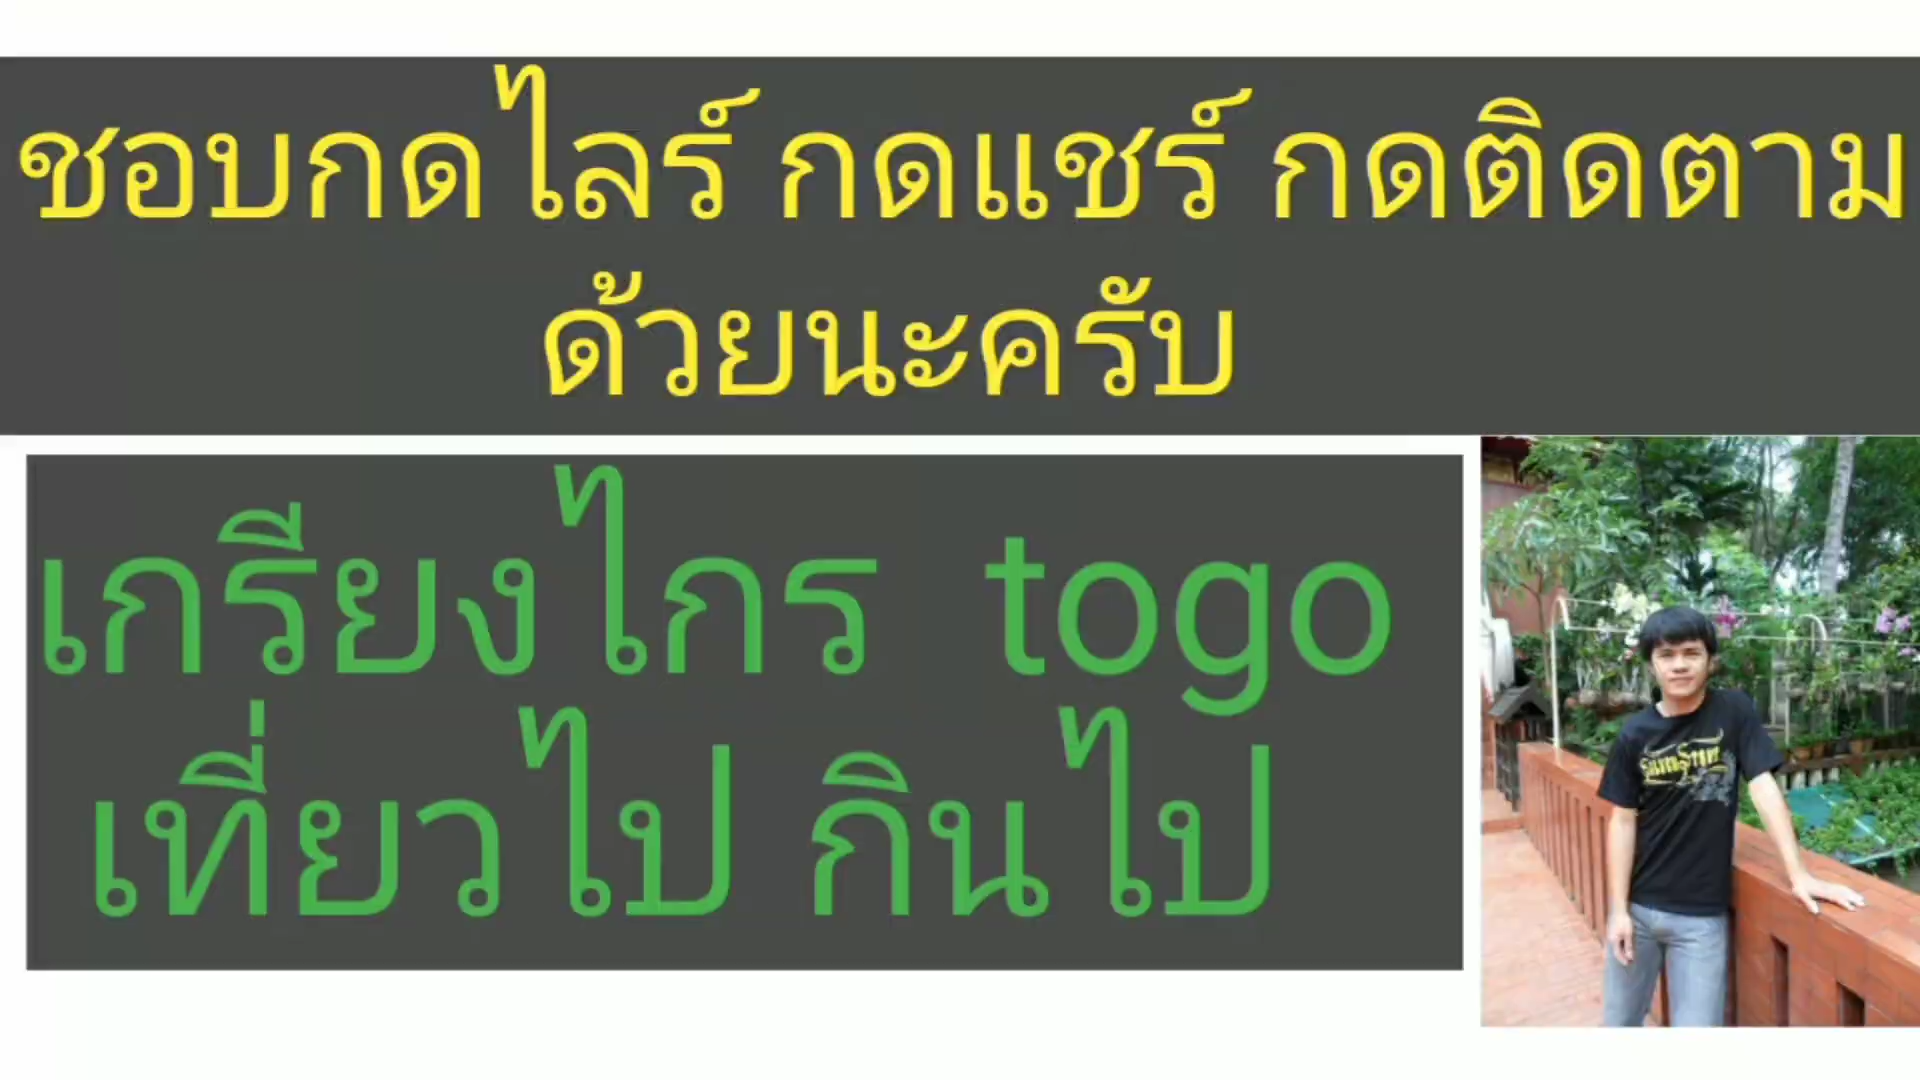 ชอบกดไลร์ กดแชร์ กดติดตาม
ด้วยนะครับ
เกรียงไกร togo
เที่ยวไป กินไป